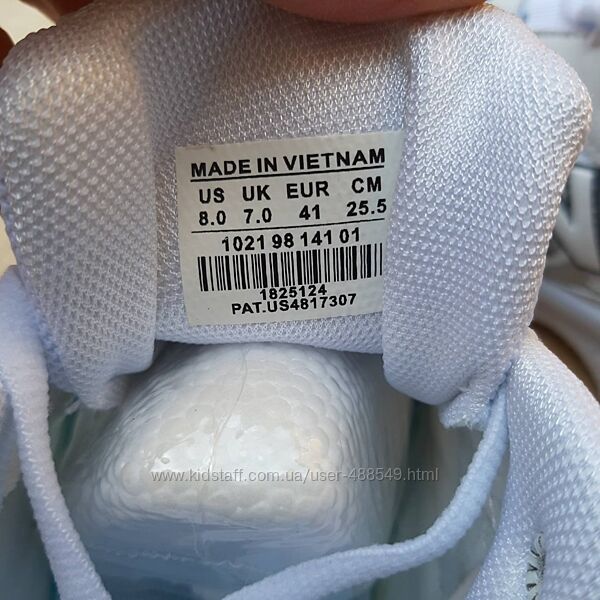 MADE IN VIETNAM
US UK EUR CM
8.0 7.0 41 25.5
1021 98 141 01
1825124
PAT.US4817307
www.kidstaff.com.ua/user-488549.html